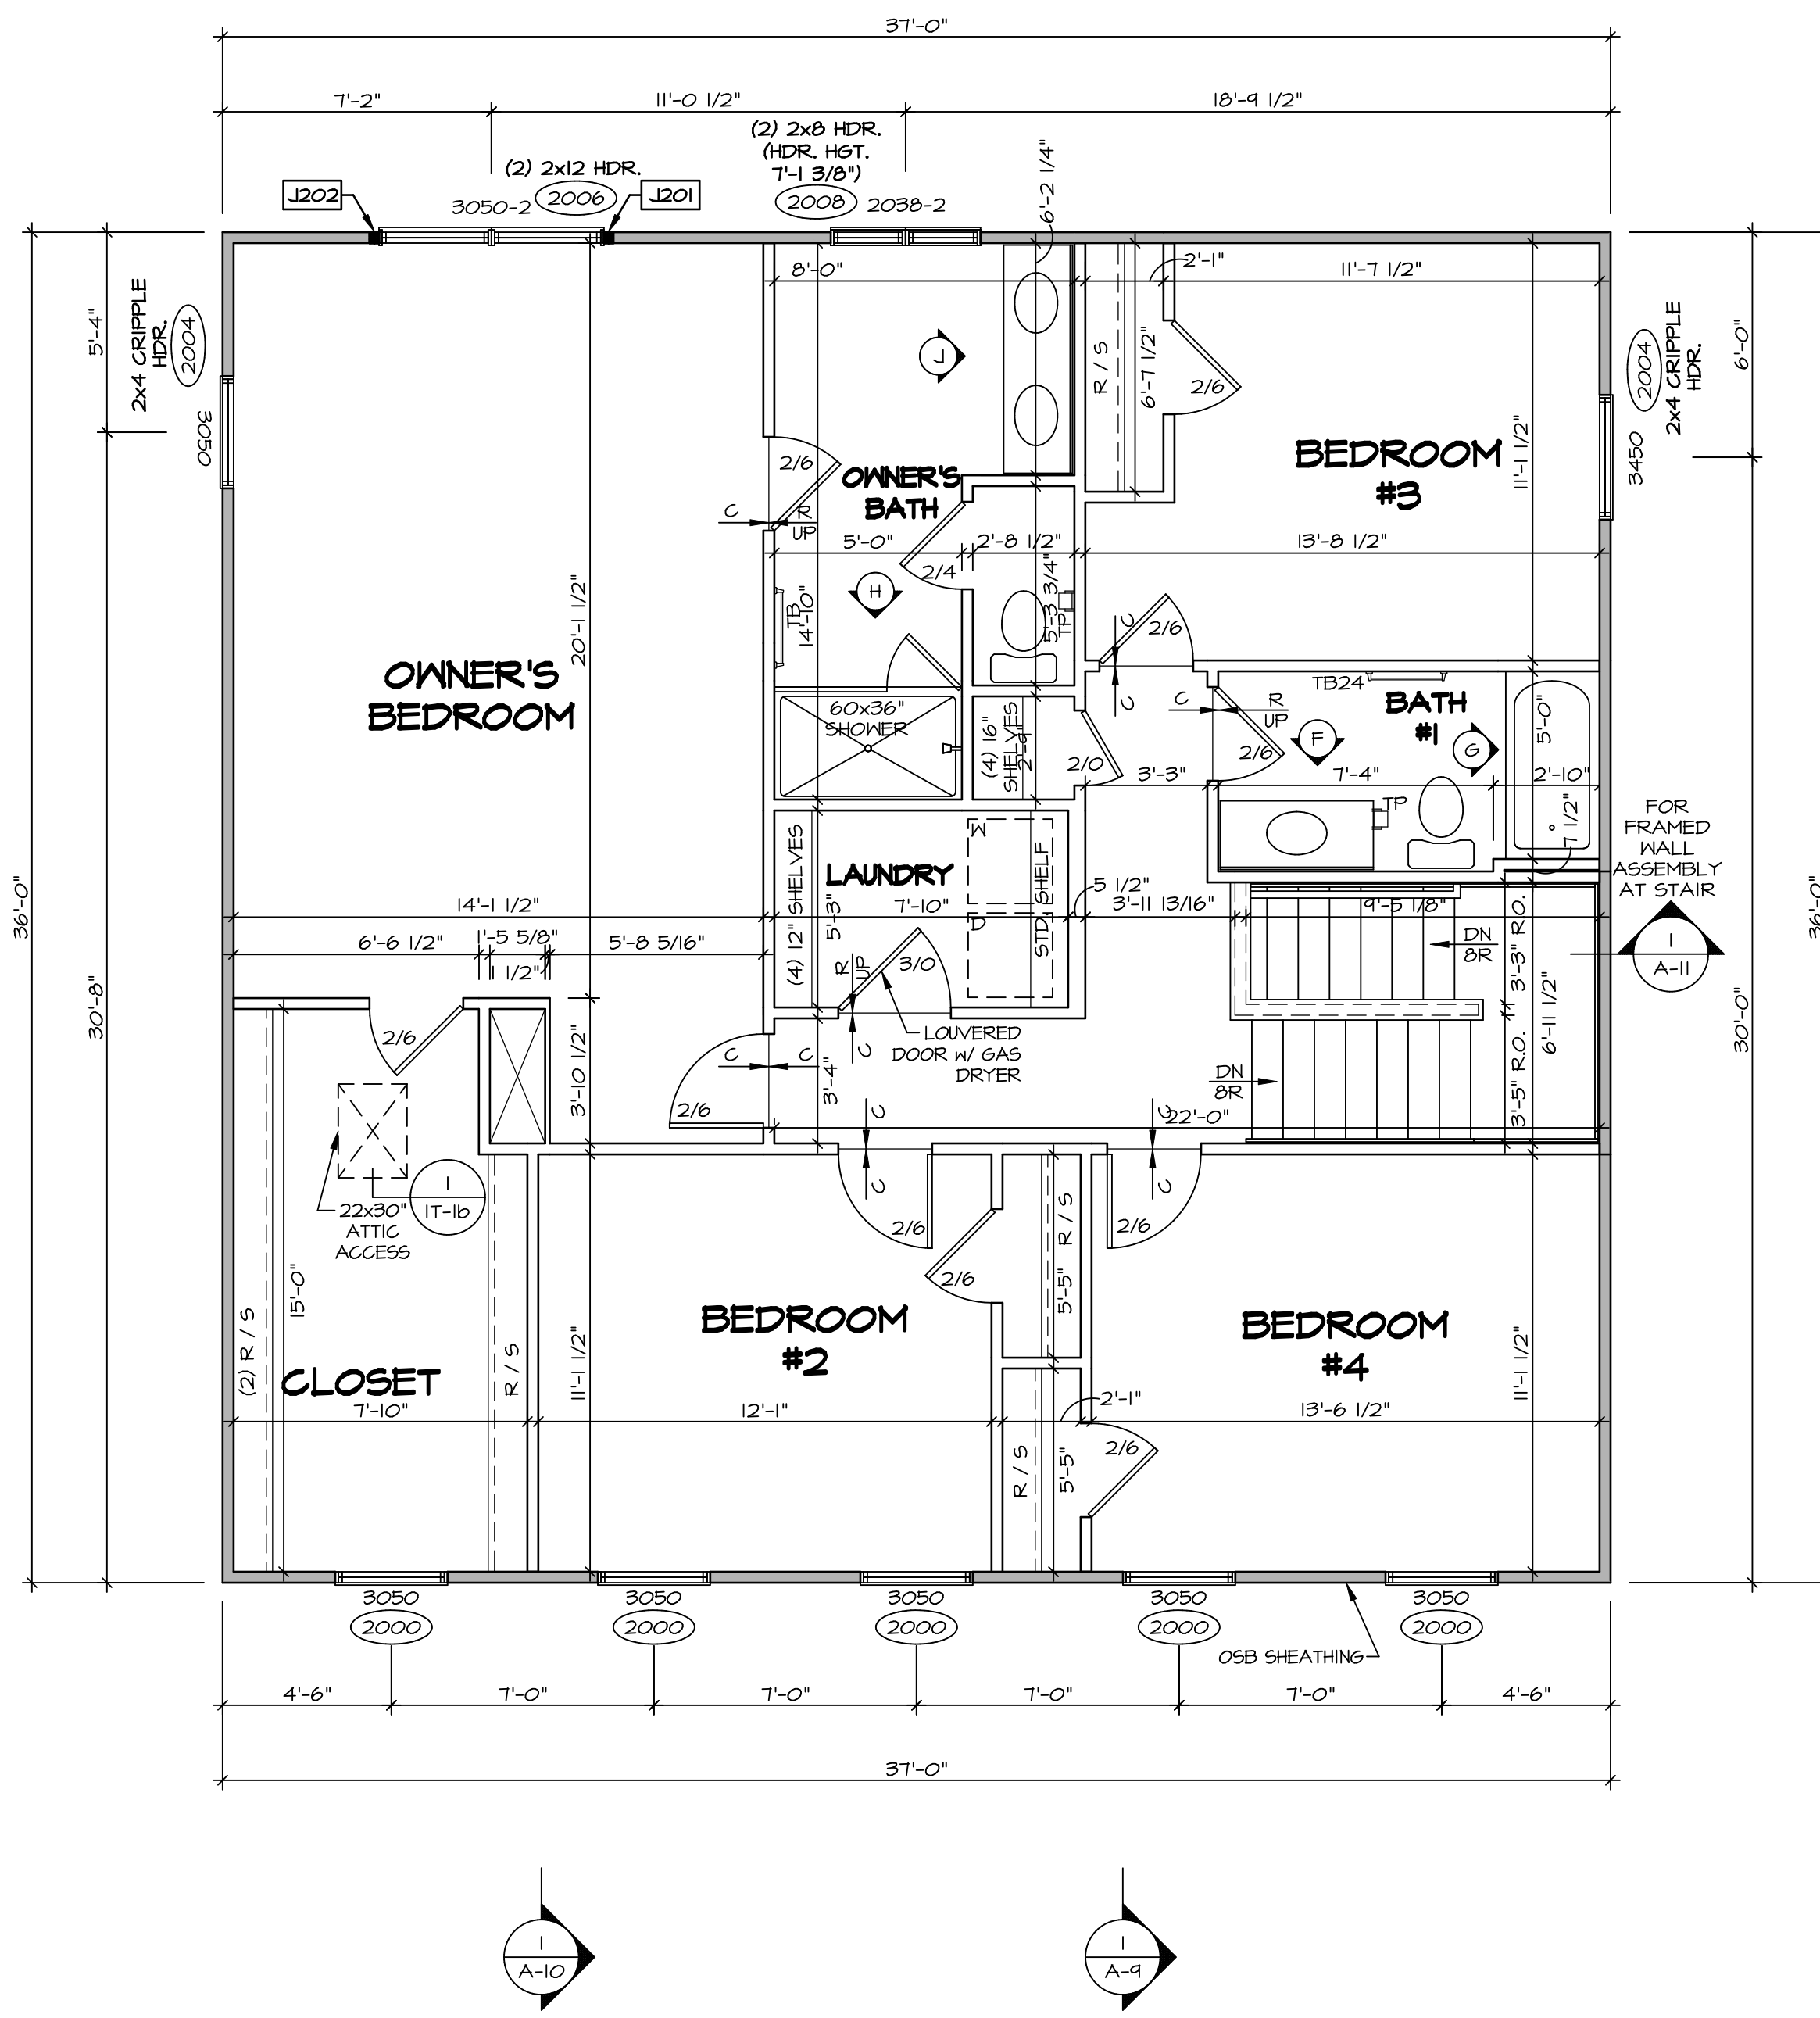 37'-0"
7'-2"
11'-0 1/2"
18'-9 1/2"
(2) 2x8 HDR.
(HDR. HGT.
7'-1 3/8")
(2) 2x12 HDR.
J202
3050-2
2006
J201
2008
2038-2
6'-2 1/4"
8'-0"
2'-1"
11'-7 1/2"
5'-4"
2x4 CRIPPLE
HDR.
2004
3050
J
R / S
6'-7 1/2"
2/6
11'-1 1/2"
2004
2x4 CRIPPLE
HDR.
3450
6'-0"
BEDROOM
#3
2/6
OWNER'S
BATH
C
R
UP
5'-0"
2'-8 1/2"
13'-8 1/2"
2/4
H
TB
14'-10"
5'-3 3/4"
TP
20'-1 1/2"
C
2/6
C
OWNER'S
BEDROOM
60x36"
SHOWER
(4) 16"
SHELVES
2'-9"
2/0
TB24
C
R
UP
BATH
#1
F
G
2/6
5'-0"
3'-3"
7'-4"
2'-10"
TP
7 1/2"
FOR
FRAMED
WALL
ASSEMBLY
AT STAIR
1
A-11
W
LAUNDRY
(4) 12" SHELVES
5'-3"
STD. SHELF
D
5 1/2"
14'-1 1/2"
7'-10"
3'-11 13/16"
9'-5 1/8"
6'-6 1/2"
1'-5 5/8"
1 1/2"
5'-8 5/16"
R
UP
3/0
DN
8R
3'-3" R.O.
36'-0"
30'-8"
36'-0"
30'-0"
6'-11 1/2"
2/6
LOUVERED
DOOR w/ GAS
DRYER
C
C
C
3'-4"
3'-10 1/2"
2/6
DN
8R
3'-5" R.O.
22'-0"
C
C
C
C
22x30"
ATTIC
ACCESS
1
1T-1b
2/6
2/6
2/6
R / S
5'-5"
15'-0"
(2) R / S
R / S
11'-1 1/2"
BEDROOM
#2
BEDROOM
#4
11'-1 1/2"
CLOSET
7'-10"
12'-1"
2'-1"
13'-6 1/2"
R / S
5'-5"
2/6
3050
3050
3050
3050
3050
2000
2000
2000
2000
2000
OSB SHEATHING
4'-6"
7'-0"
7'-0"
7'-0"
7'-0"
4'-6"
37'-0"
1
A-10
1
A-9